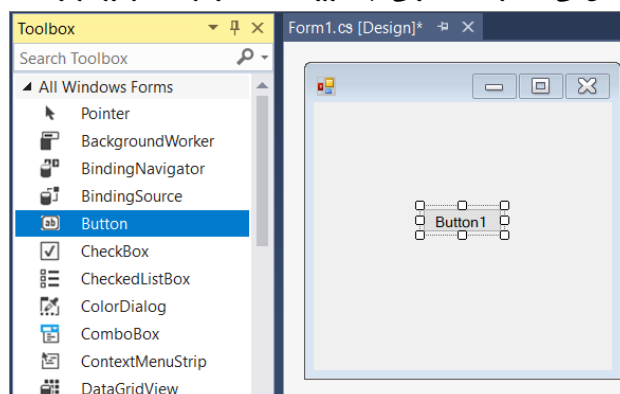 Toolbox
Form1.cs [Design]*
Search Toolbox
All Windows Forms
Pointer
BackgroundWorker
BindingNavigator
BindingSource
Button
CheckBox
CheckedListBox
ColorDialog
ComboBox
ContextMenuStrip
DataGridView
Button1